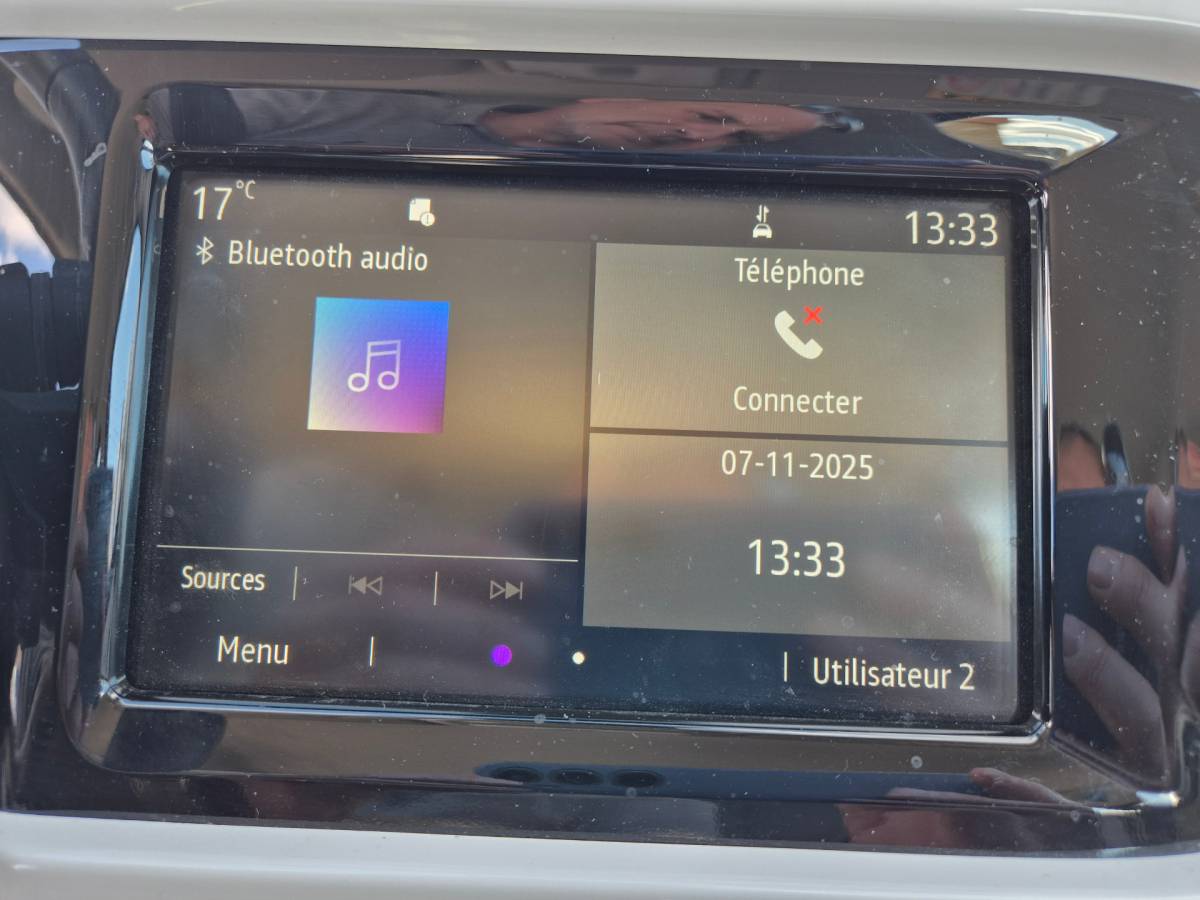 17°C
13:33
Bluetooth audio
Téléphone
Connecter
07-11-2025
13:33
Sources
Menu
Utilisateur 2